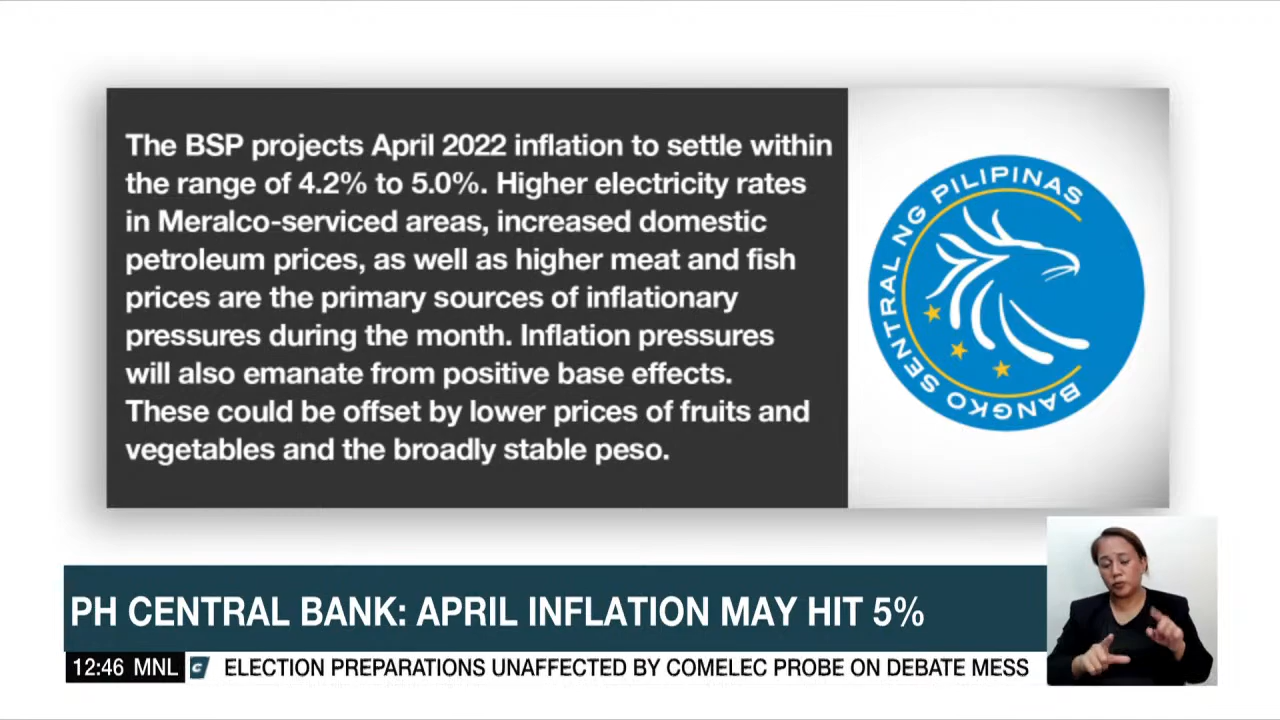 The BSP projects April 2022 inflation to settle within
the range of 4.2% to 5.0%. Higher electricity rates
in Meralco-serviced areas, increased domestic
petroleum prices, as well as higher meat and fish
prices are the primary sources of inflationary
pressures during the month. Inflation pressures
will also emanate from positive base effects.
These could be offset by lower prices of fruits and
vegetables and the broadly stable peso.
BANGKO SENTRAL NG PILIPINAS
PH CENTRAL BANK: APRIL INFLATION MAY HIT 5%
12:46 MNL C ELECTION PREPARATIONS UNAFFECTED BY COMELEC PROBE ON DEBATE MESS